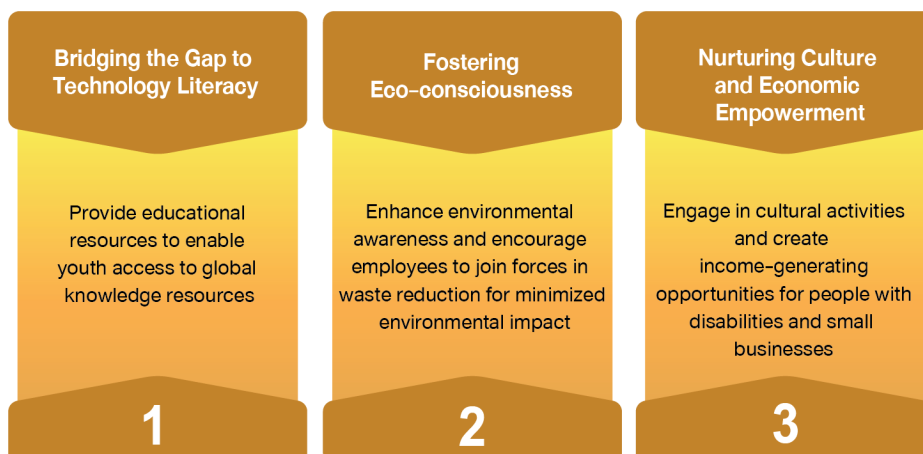 Bridging the Gap to
Technology Literacy
Provide educational
resources to enable
youth access to global
knowledge resources
1
Fostering
Eco-consciousness
Enhance environmental
awareness and encourage
employees to join forces in
waste reduction for minimized
environmental impact
2
Nurturing Culture
and Economic
Empowerment
Engage in cultural activities
and create
income-generating
opportunities for people with
disabilities and small
businesses
3